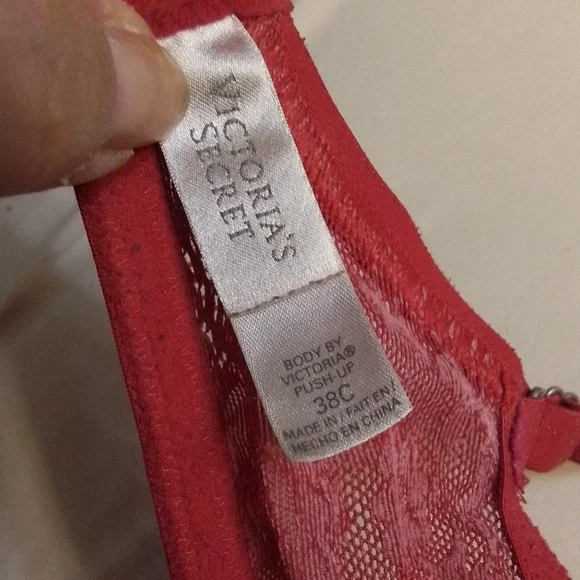 VICTORIA'S
SECRET
BODY BY
VICTORIA®
PUSH-UP
38C
MADE IN / FAIT EN /
HECHO EN CHINA